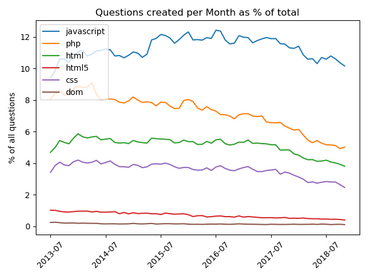 Questions created per Month as % of total
% of all questions
12
10
8
6
4
2
0
javascript
php
html
html5
css
dom
2013-07
2014-07
2015-07
2016-07
2017-07
2018-07